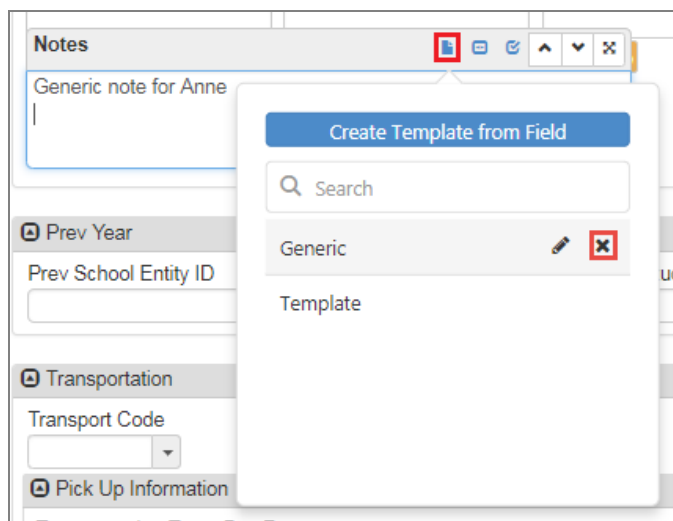 Notes
Generic note for Anne
Create Template from Field
Search
Generic
Template
Prev Year
Prev School Entity ID
Transportation
Transport Code
Pick Up Information